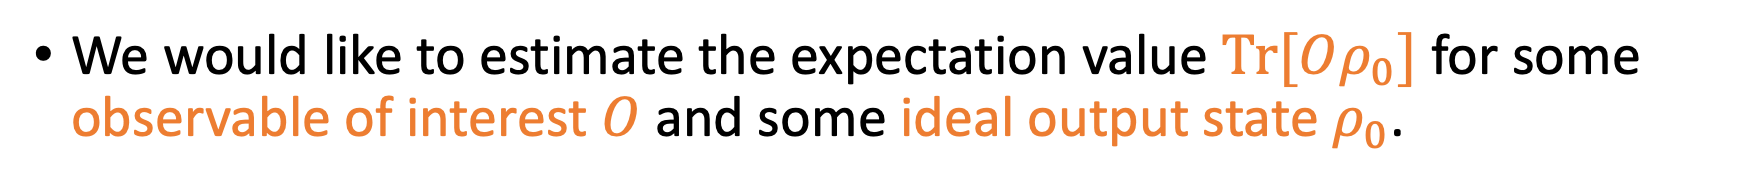 • We would like to estimate the expectation value Tr[𝑂𝜌₀] for some
observable of interest 𝑂 and some ideal output state 𝜌₀.